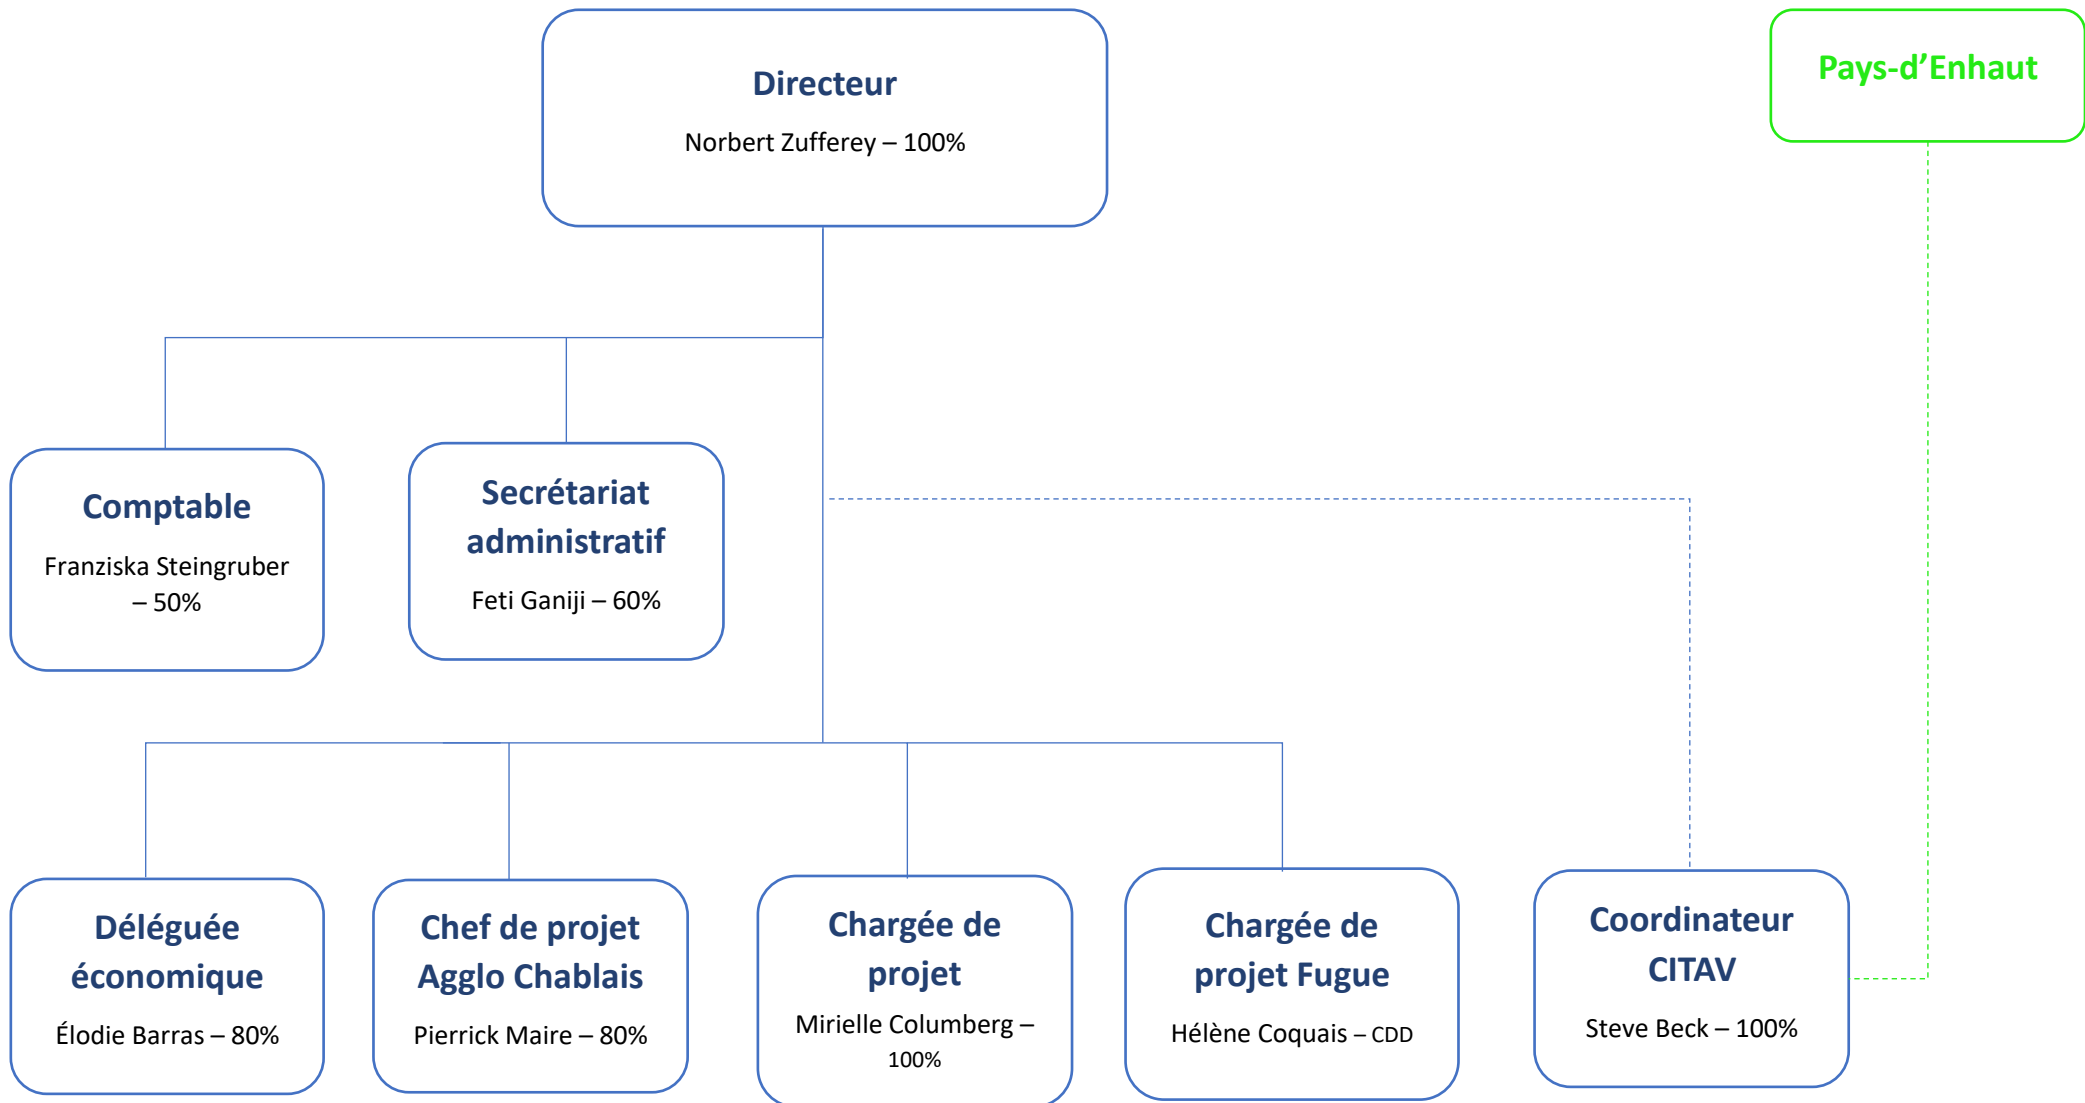 Directeur
Norbert Zufferey – 100%
Pays-d’Enhaut
Comptable
Franziska Steingruber
– 50%
Secrétariat
administratif
Feti Ganiji – 60%
Déléguée
économique
Élodie Barras – 80%
Chef de projet
Agglo Chablais
Pierrick Maire – 80%
Chargée de
projet
Mirielle Columberg –
100%
Chargée de
projet Fugue
Hélène Coquais – CDD
Coordinateur
CITAV
Steve Beck – 100%